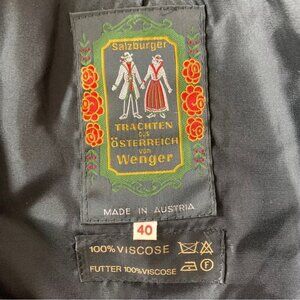 Salzburger
TRACHTEN
aus
ÖSTERREICH
von
Wenger
MADE IN AUSTRIA
40
100% VISCOSE
FUTTER 100% VISCOSE F